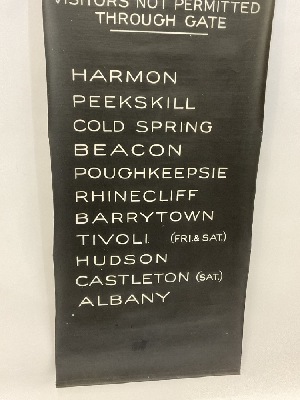 VISITORS NOT PERMITTED
THROUGH GATE
HARMON
PEEKSKILL
COLD SPRING
BEACON
POUGHKEEPSIE
RHINECLIFF
BARRYTOWN
TIVOLI (FRI.& SAT.)
HUDSON
CASTLETON (SAT.)
ALBANY